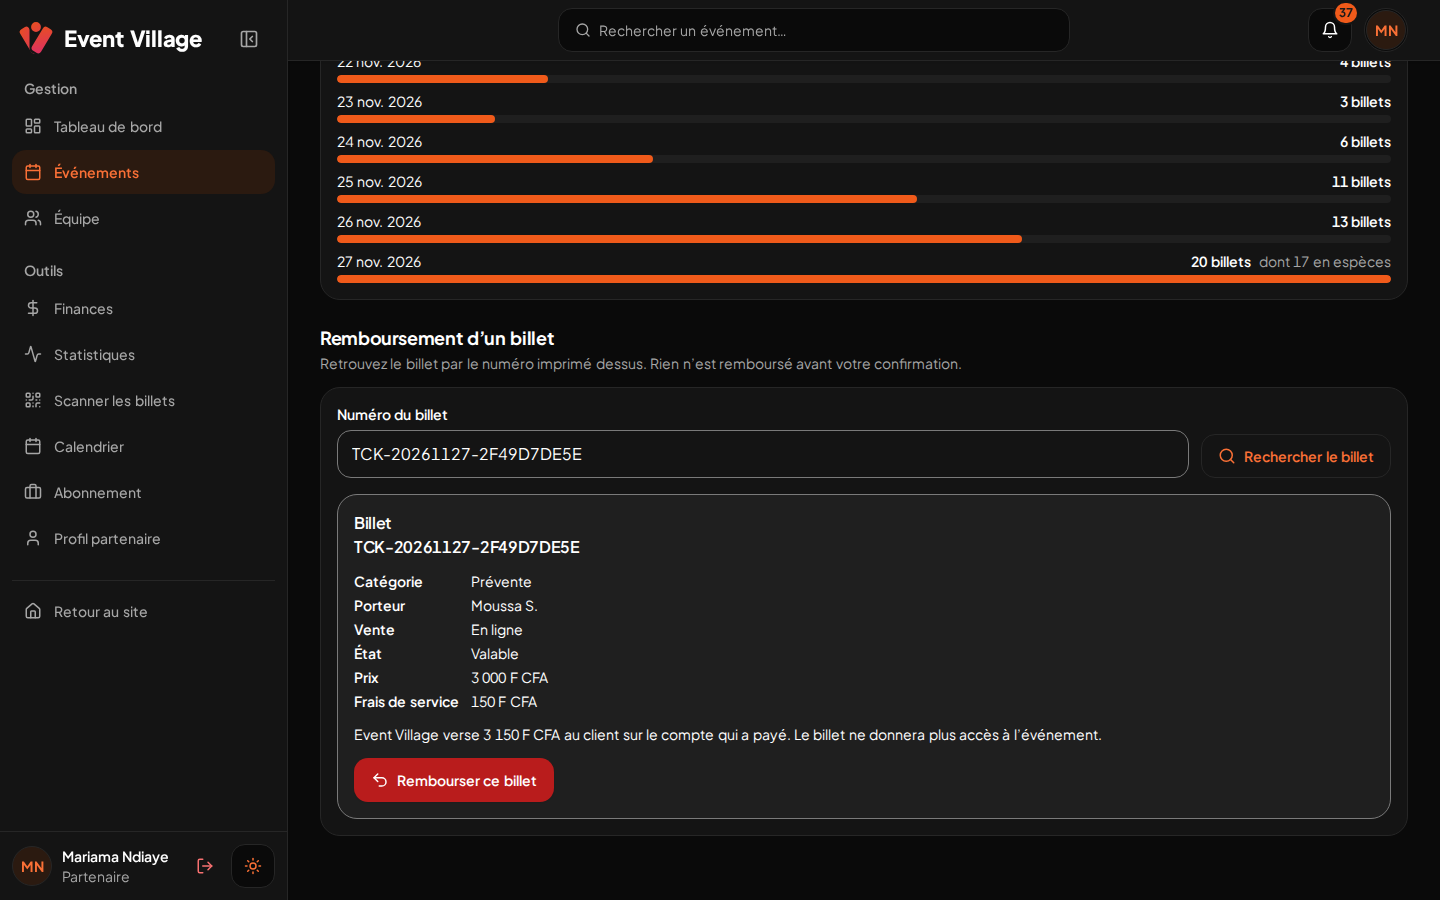 Event Village
Rechercher un événement…
37
MN
Gestion
Tableau de bord
Événements
Équipe
Outils
Finances
Statistiques
Scanner les billets
Calendrier
Abonnement
Profil partenaire
Retour au site
MN
Mariama Ndiaye
Partenaire
22 nov. 2026 4 billets
23 nov. 2026 3 billets
24 nov. 2026 6 billets
25 nov. 2026 11 billets
26 nov. 2026 13 billets
27 nov. 2026 20 billets dont 17 en espèces
Remboursement d’un billet
Retrouvez le billet par le numéro imprimé dessus. Rien n’est remboursé avant votre confirmation.
Numéro du billet
TCK-20261127-2F49D7DE5E
Rechercher le billet
Billet
TCK-20261127-2F49D7DE5E
Catégorie Prévente
Porteur Moussa S.
Vente En ligne
État Valable
Prix 3 000 F CFA
Frais de service 150 F CFA
Event Village verse 3 150 F CFA au client sur le compte qui a payé. Le billet ne donnera plus accès à l’événement.
Rembourser ce billet